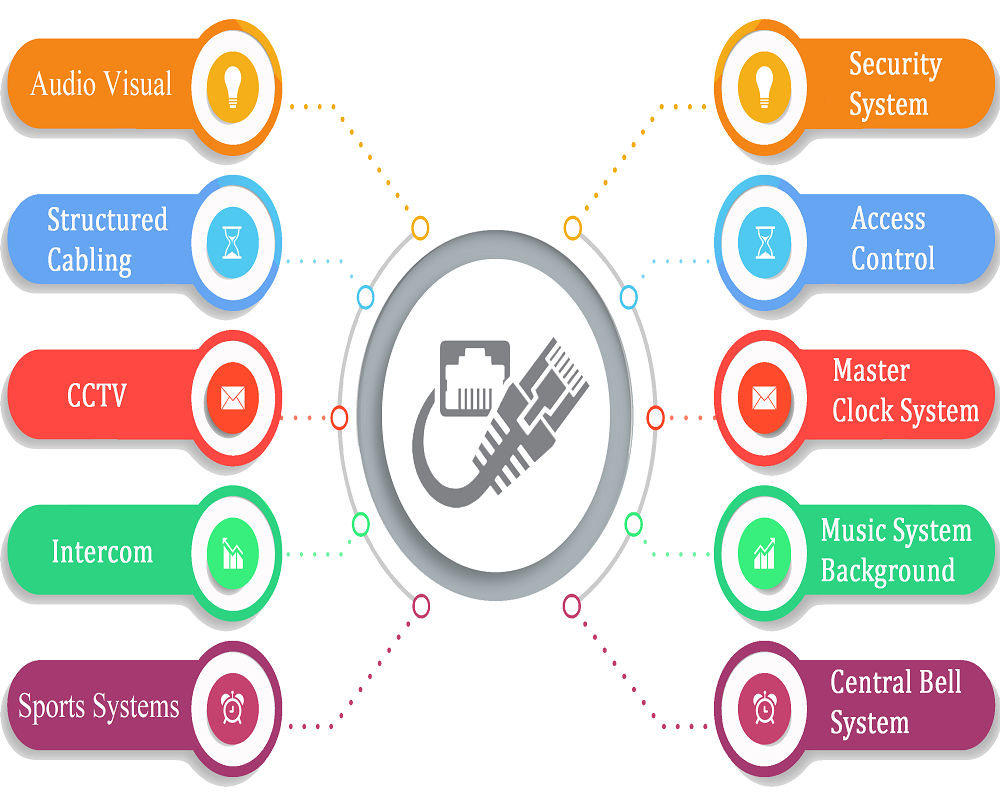 Audio Visual
Structured
Cabling
CCTV
Intercom
Sports Systems
Security
System
Access
Control
Master
Clock System
Music System
Background
Central Bell
System